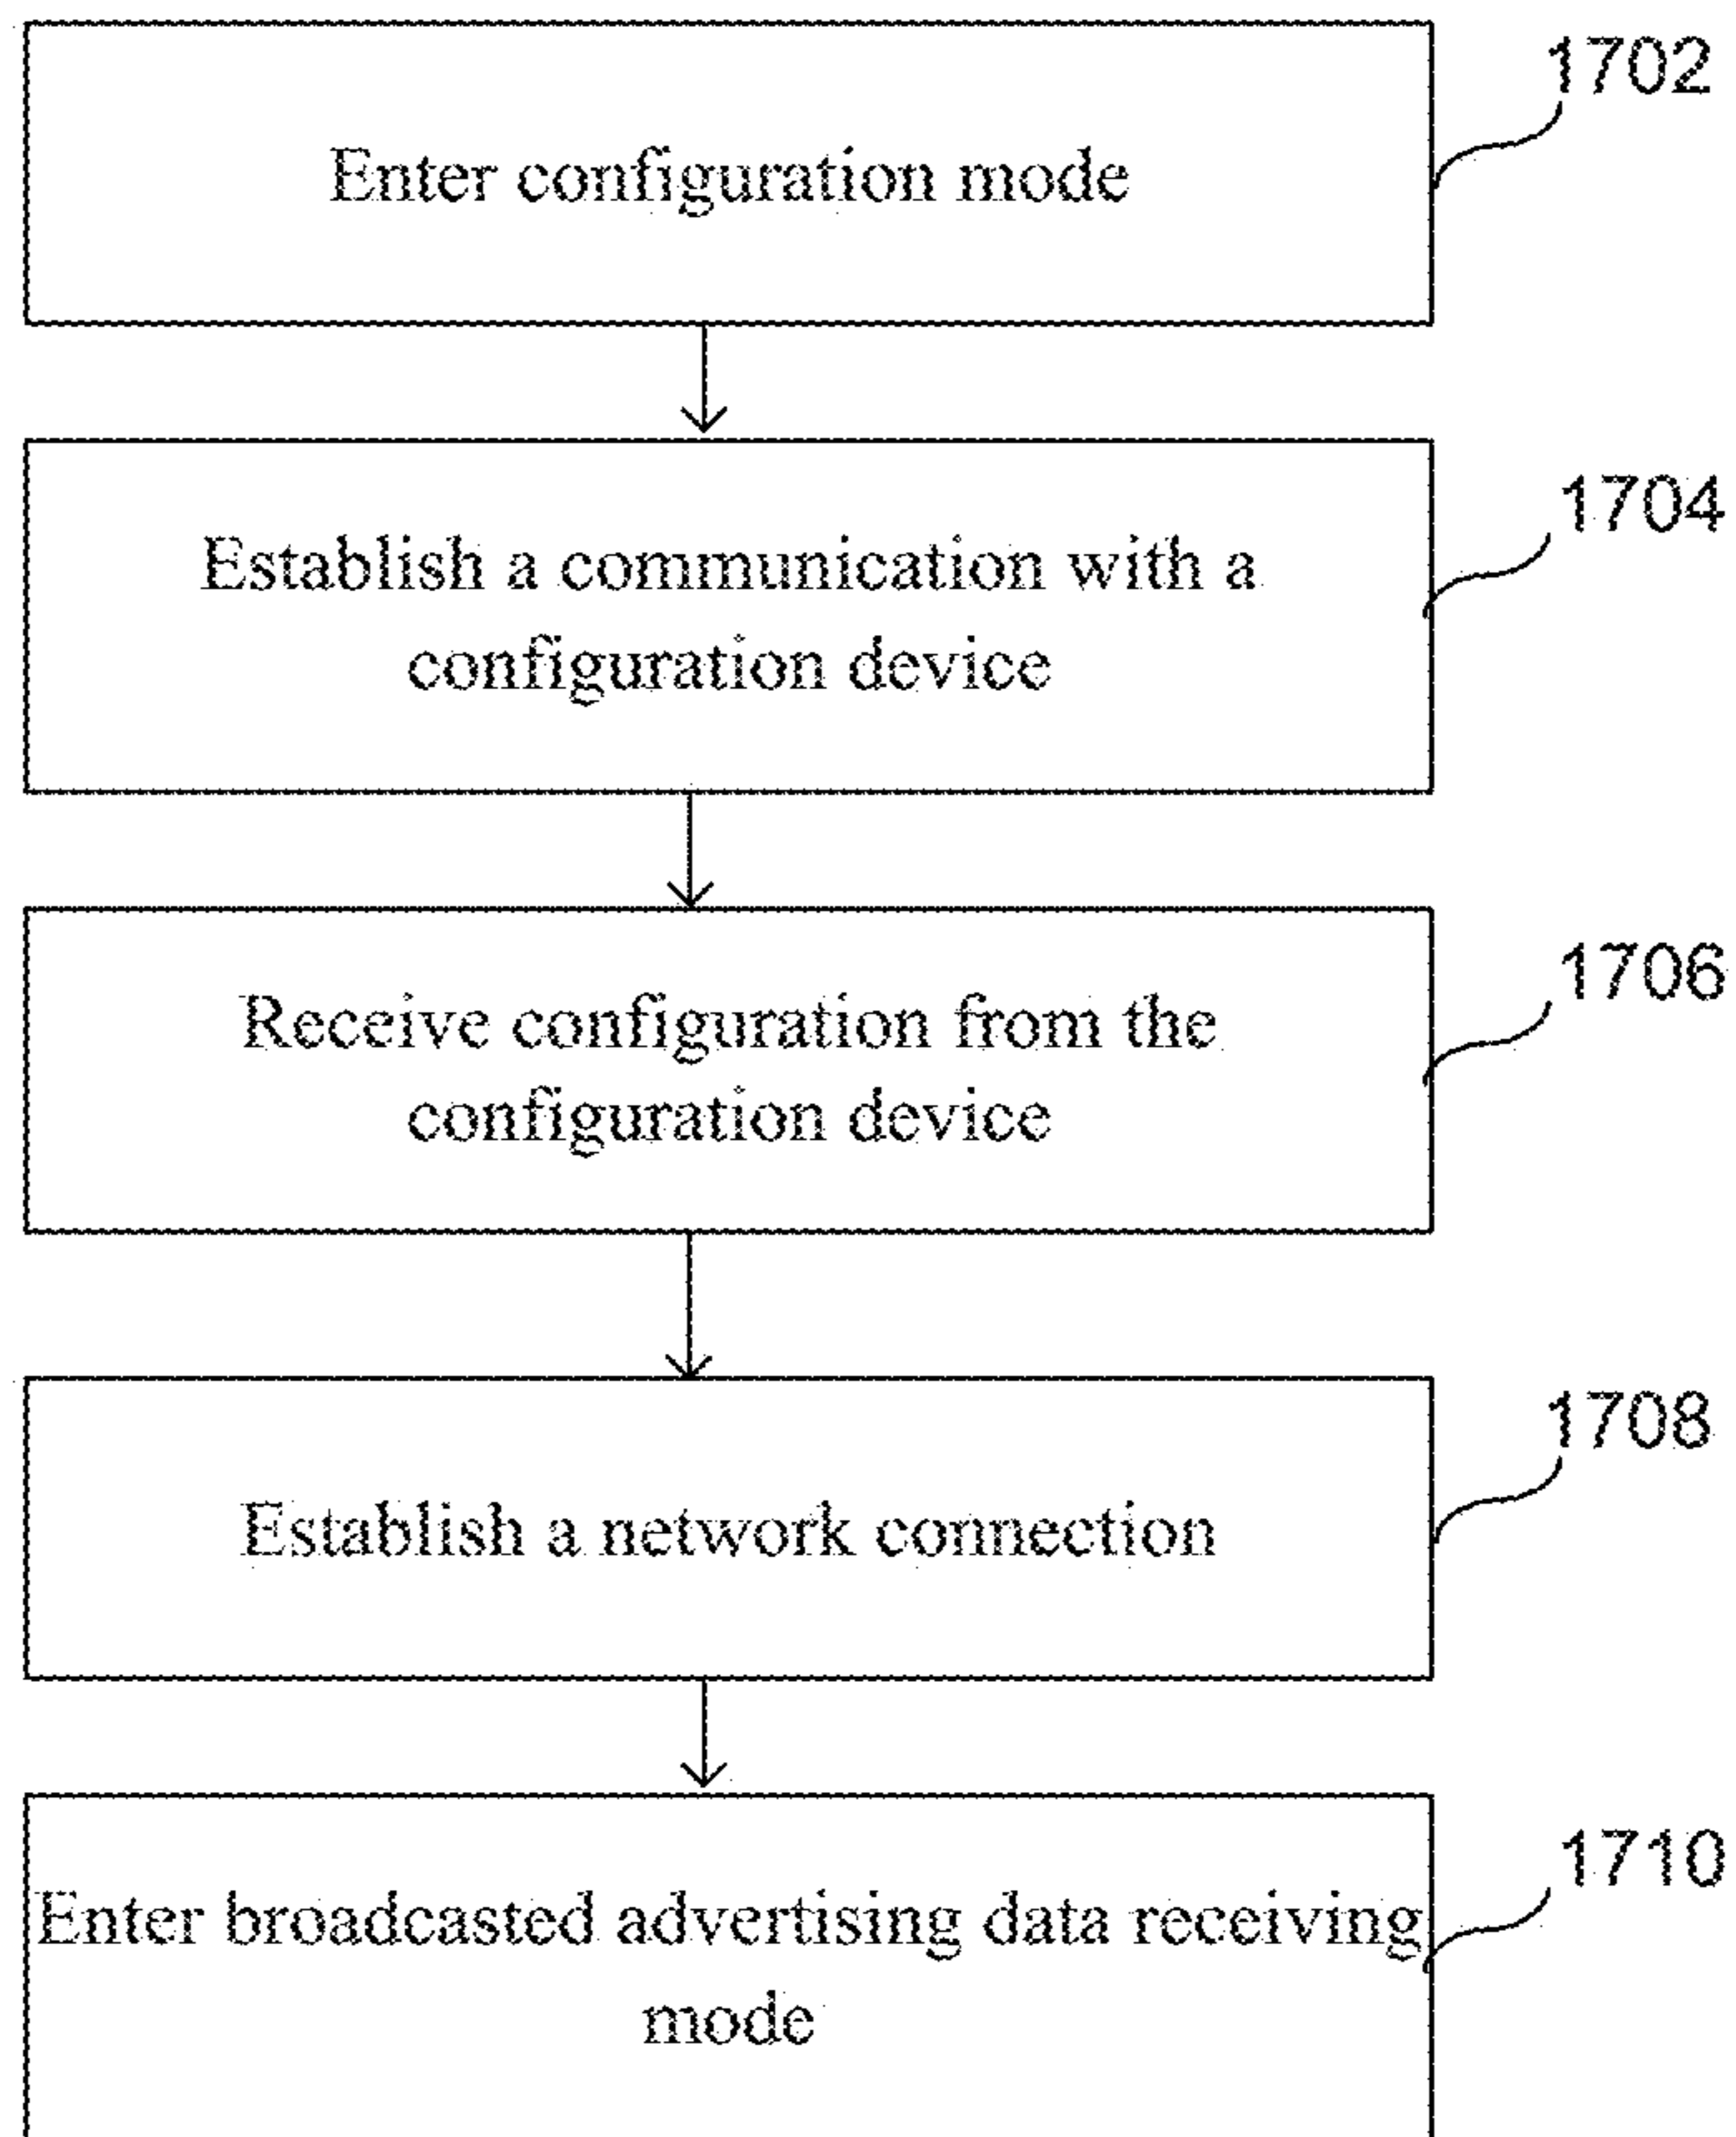 1702
Enter configuration mode
1704
Establish a communication with a
configuration device
1706
Receive configuration from the
configuration device
1708
Establish a network connection
1710
Enter broadcasted advertising data receiving
mode